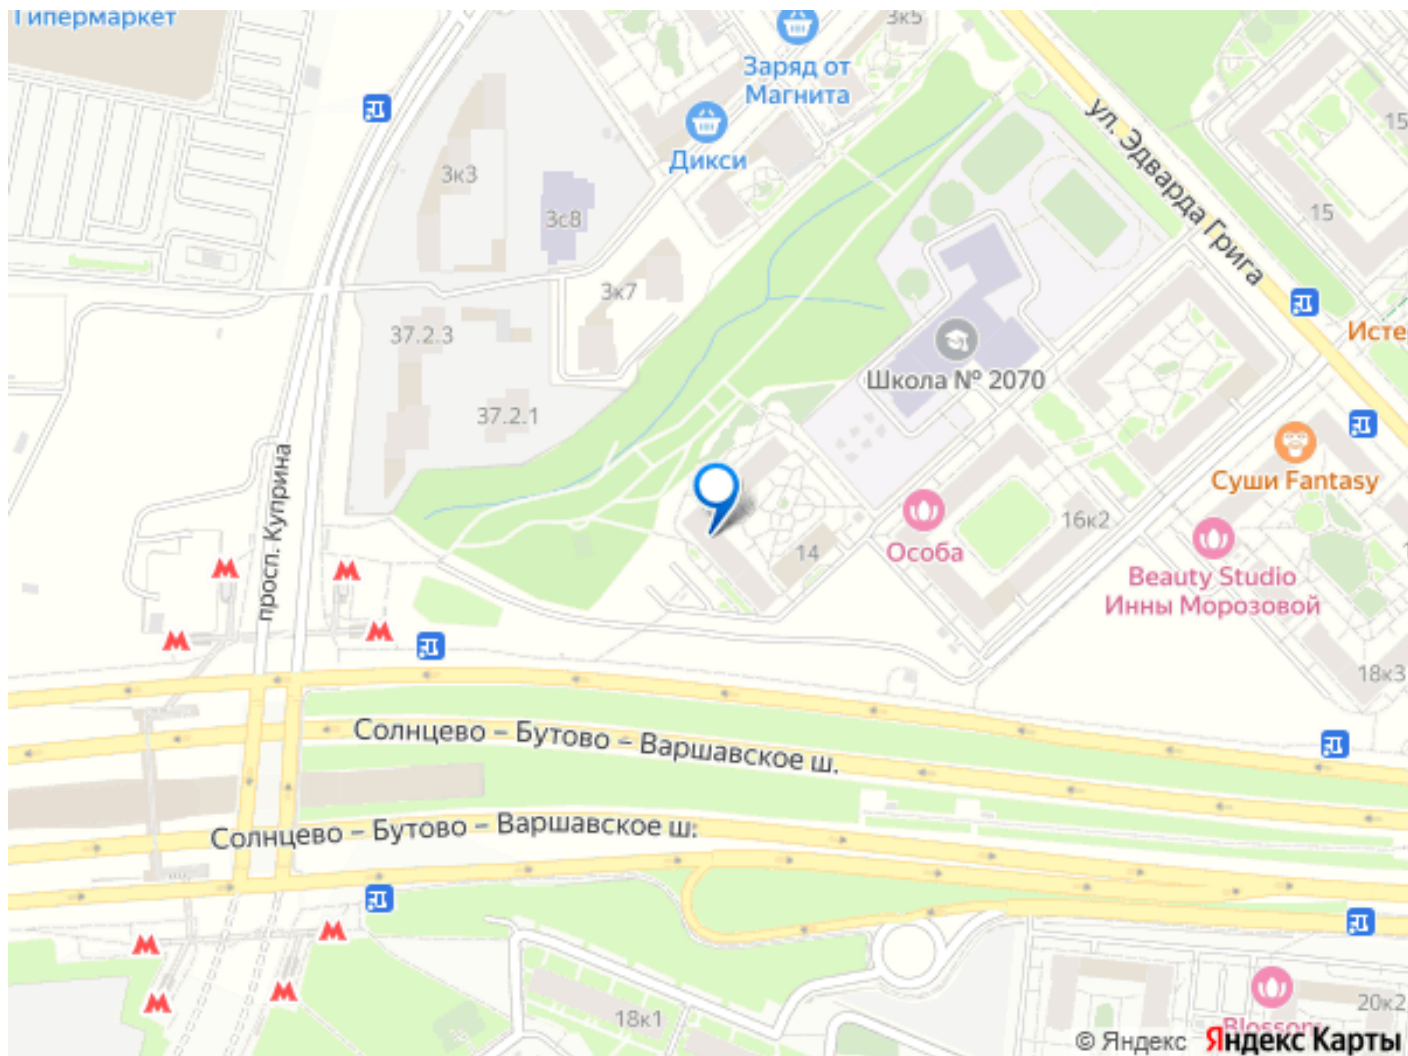 Гипермаркет
3к5
Заряд от
Магнита
Дикси
ул. Эдварда Грига
15
15
3к3
3с8
3к7
37.2.3
37.2.1
Школа № 2070
Суши Fantasy
просп. Куприна
14
Особа
16к2
Beauty Studio
Инны Морозовой
18к3
Солнцево – Бутово – Варшавское ш.
Солнцево – Бутово – Варшавское ш.
18к1
20к2
Blossom
© Яндекс Яндекс Карты